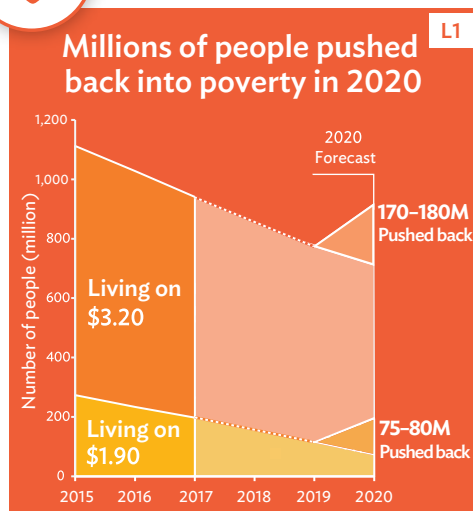 L1
Millions of people pushed
back into poverty in 2020
Number of people (million)
1,200
1,000
800
600
400
200
0
2015
2016
2017
2018
2019
2020
2020
Forecast
Living on
$3.20
Living on
$1.90
170–180M
Pushed back
75–80M
Pushed back